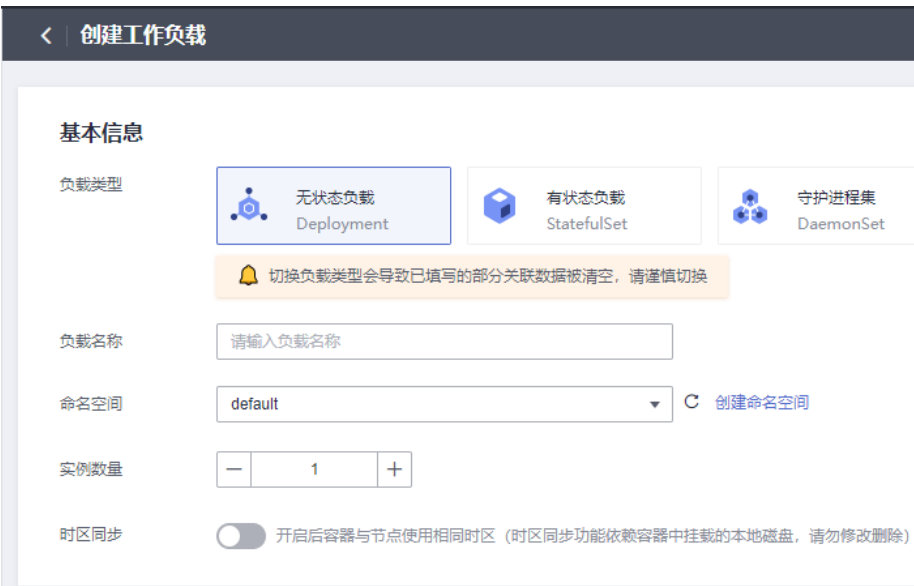 创建工作负载
基本信息
负载类型
无状态负载
Deployment
有状态负载
StatefulSet
守护进程集
DaemonSet
切换负载类型会导致已填写的部分关联数据被清空，请谨慎切换
负载名称
请输入负载名称
命名空间
default
创建命名空间
实例数量
1
时区同步
开启后容器与节点使用相同时区（时区同步功能依赖容器中挂载的本地磁盘，请勿修改删除）